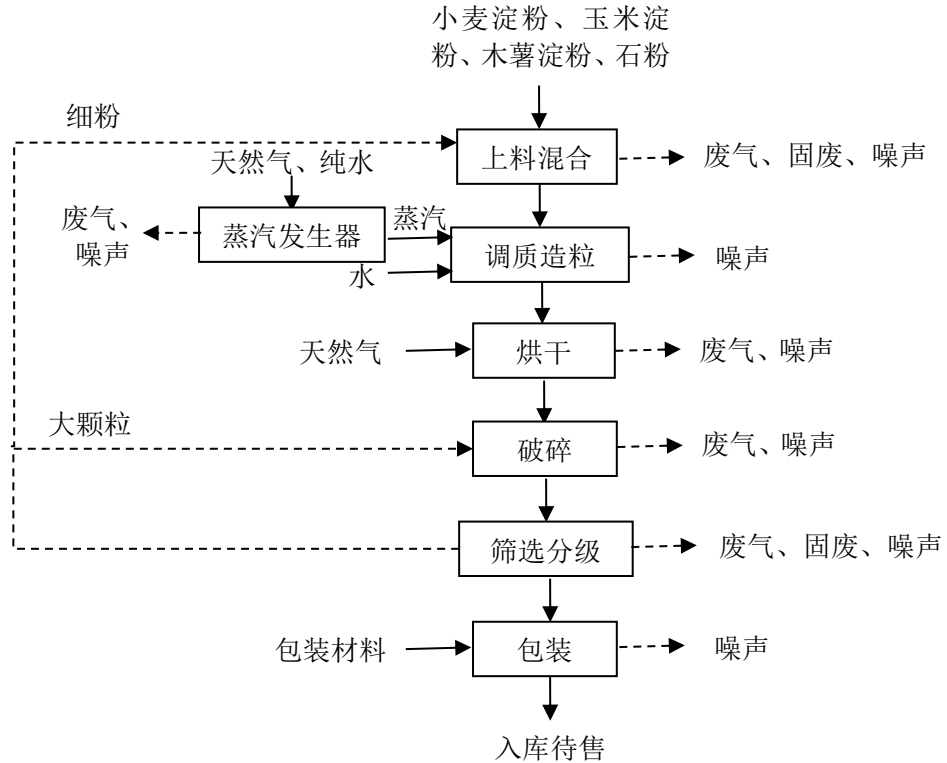 小麦淀粉、玉米淀
粉、木薯淀粉、石粉
细粉
上料混合
废气、固废、噪声
天然气、纯水
废气、
噪声
蒸汽发生器
蒸汽
水
调质造粒
噪声
天然气
烘干
废气、噪声
大颗粒
破碎
废气、噪声
筛选分级
废气、固废、噪声
包装材料
包装
噪声
入库待售